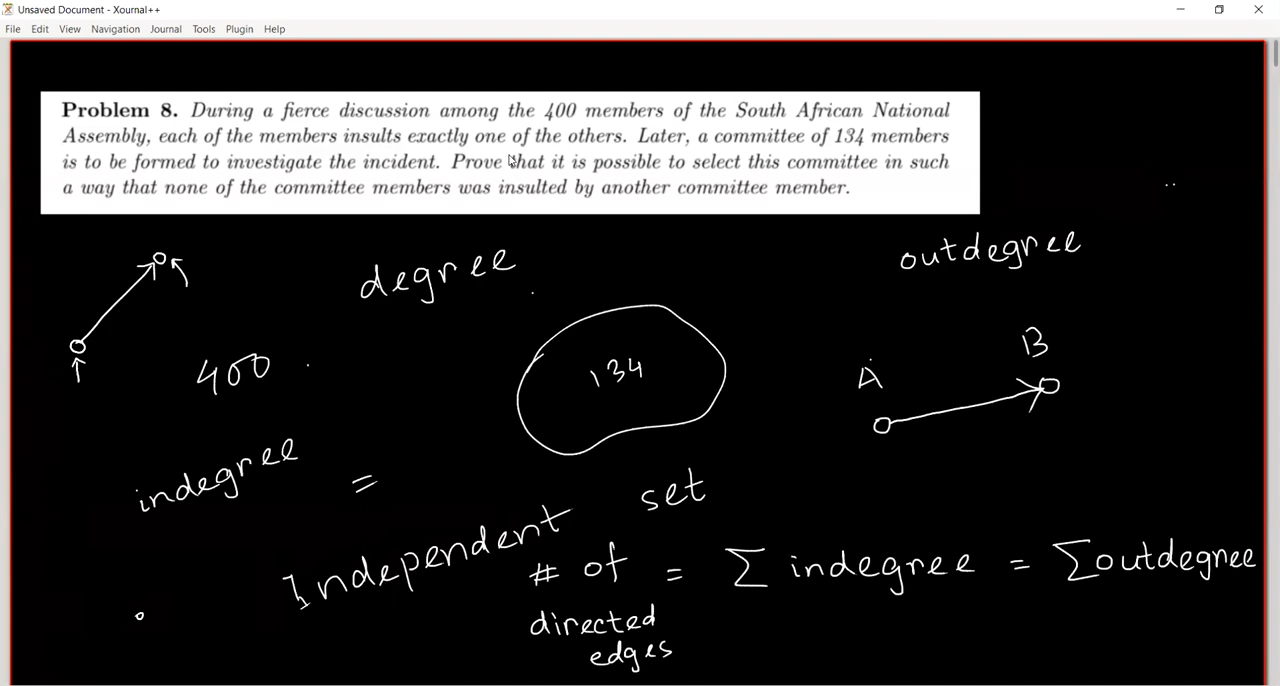 Unsaved Document - Xournal++
File Edit View Navigation Journal Tools Plugin Help
Problem 8. During a fierce discussion among the 400 members of the South African National
Assembly, each of the members insults exactly one of the others. Later, a committee of 134 members
is to be formed to investigate the incident. Prove that it is possible to select this committee in such
a way that none of the committee members was insulted by another committee member.
degree
outdegree
400
134
A
B
indegree =
Independent set
# of = Σ indegree = Σ outdegree
directed
edges